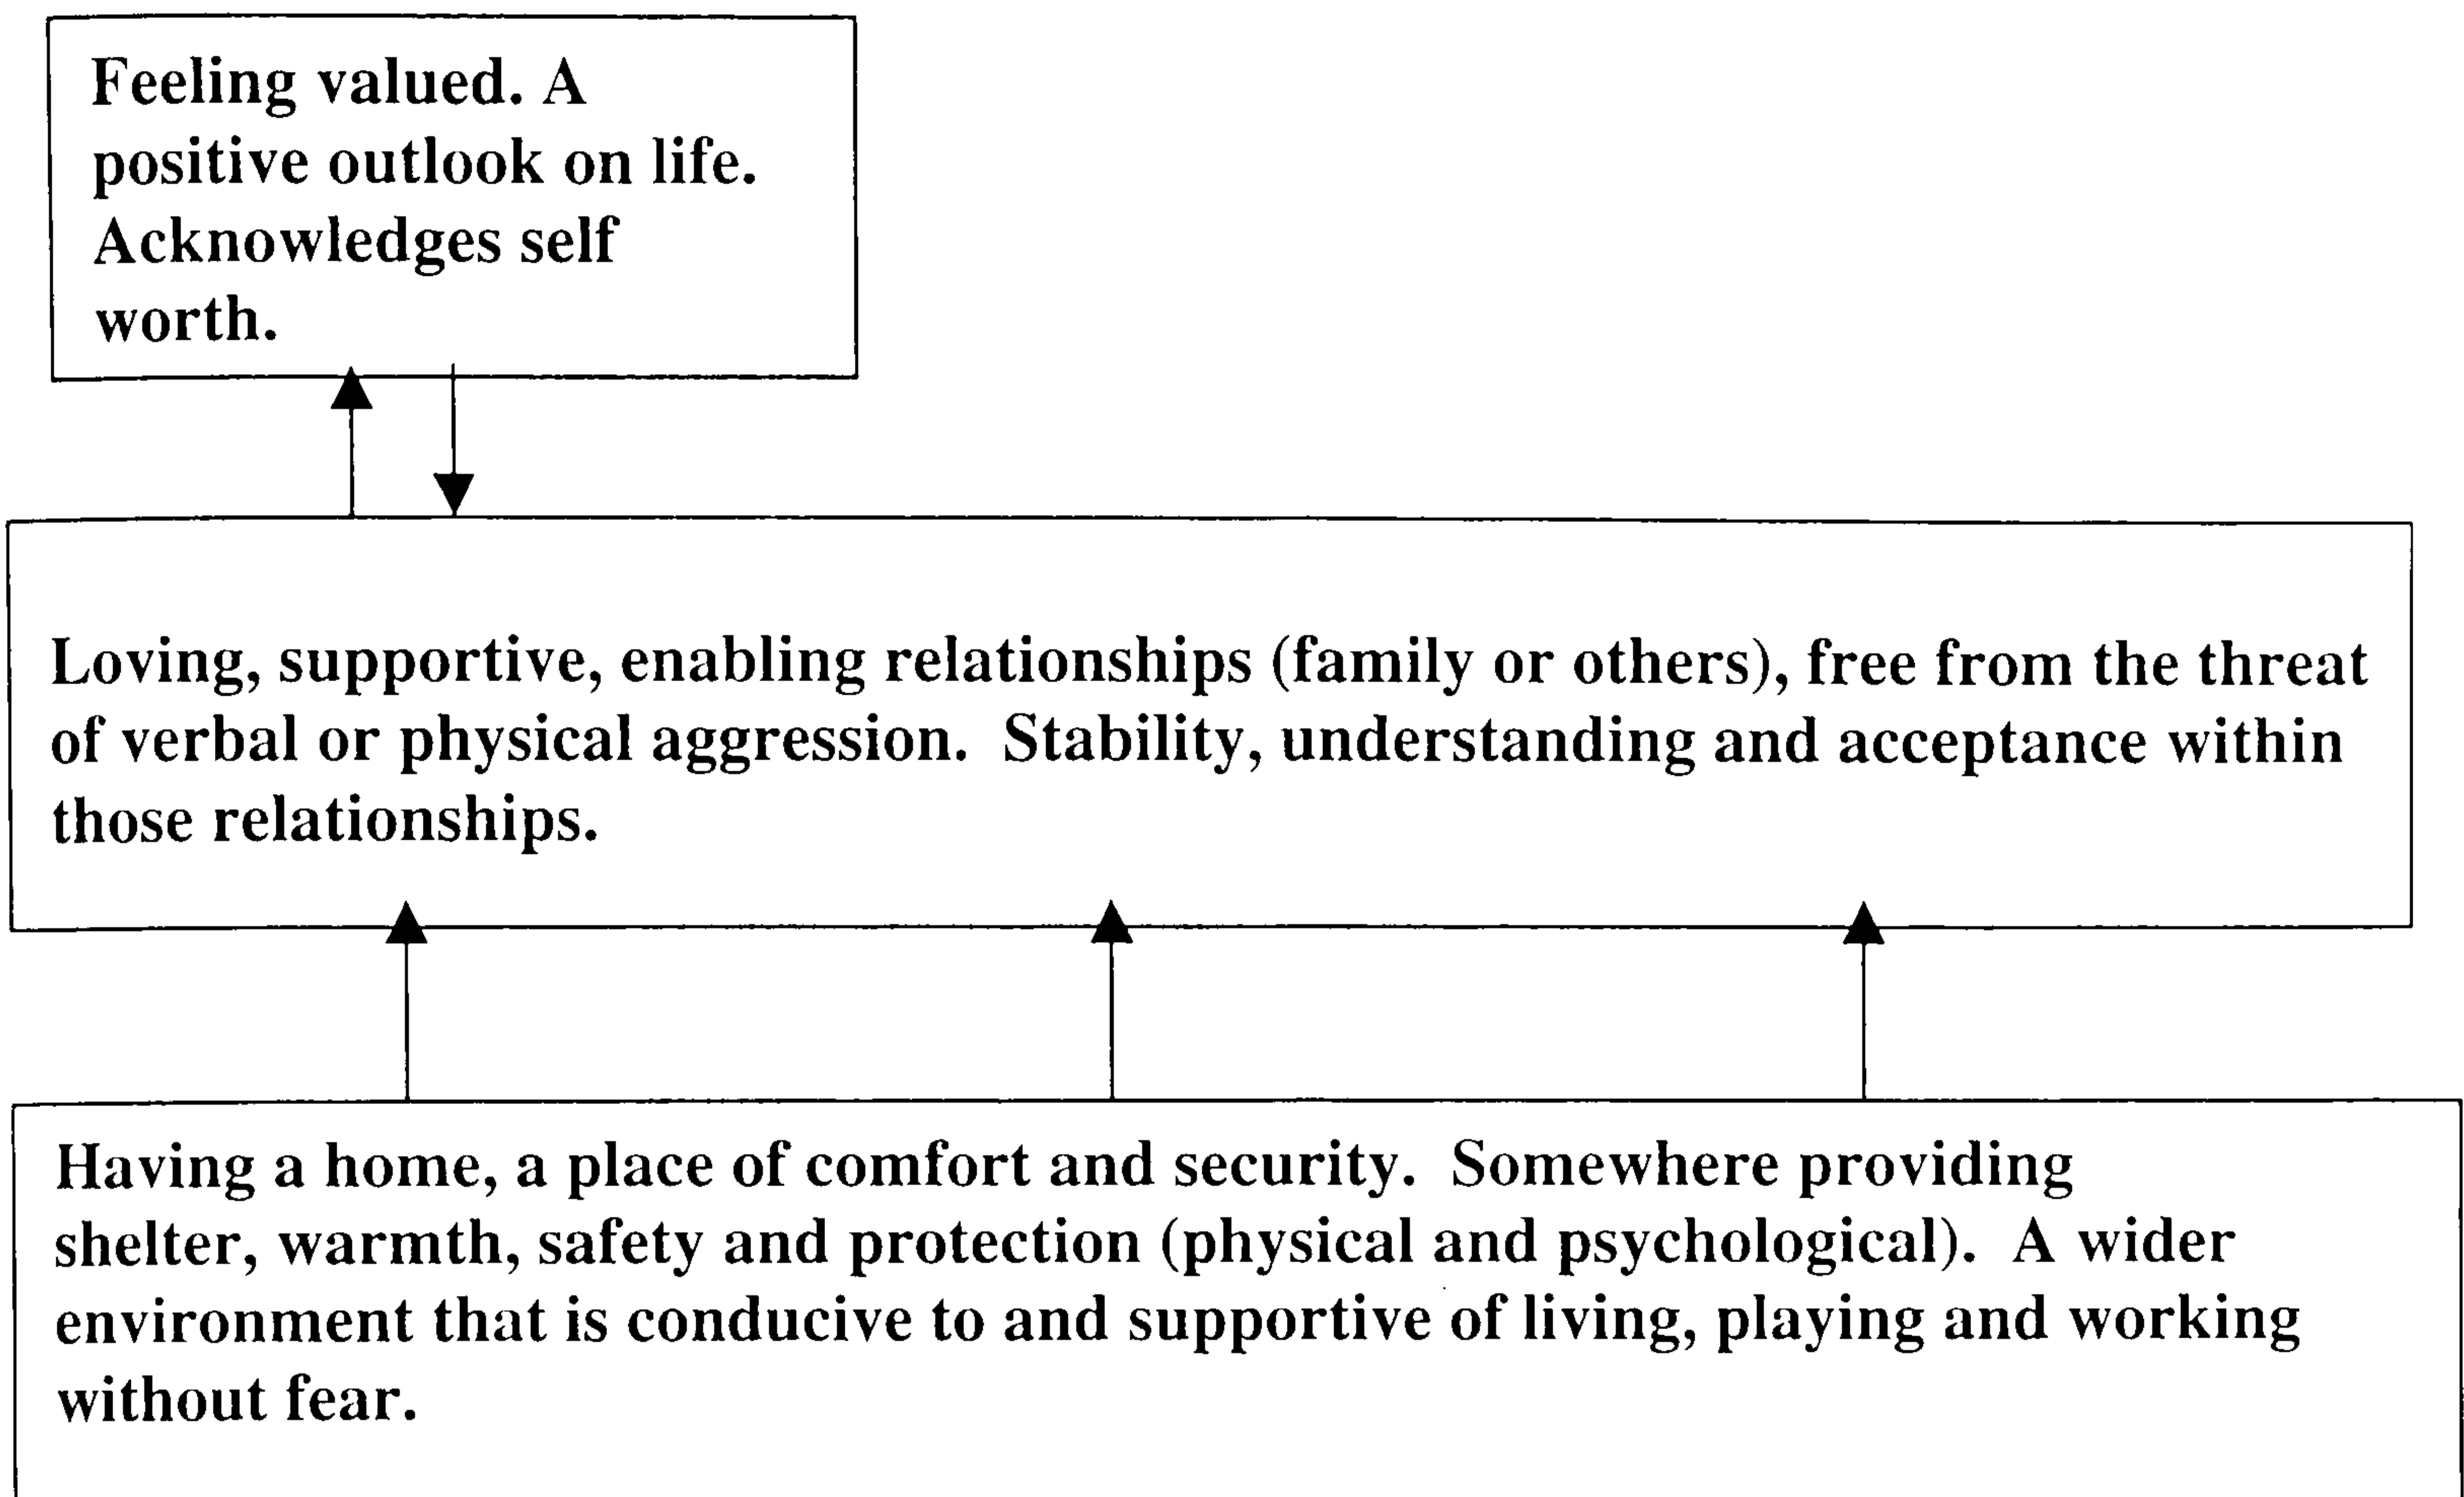 Feeling valued. A
positive outlook on life.
Acknowledges self
worth.
Loving, supportive, enabling relationships (family or others), free from the threat
of verbal or physical aggression.  Stability, understanding and acceptance within
those relationships.
Having a home, a place of comfort and security.  Somewhere providing
shelter, warmth, safety and protection (physical and psychological).  A wider
environment that is conducive to and supportive of living, playing and working
without fear.